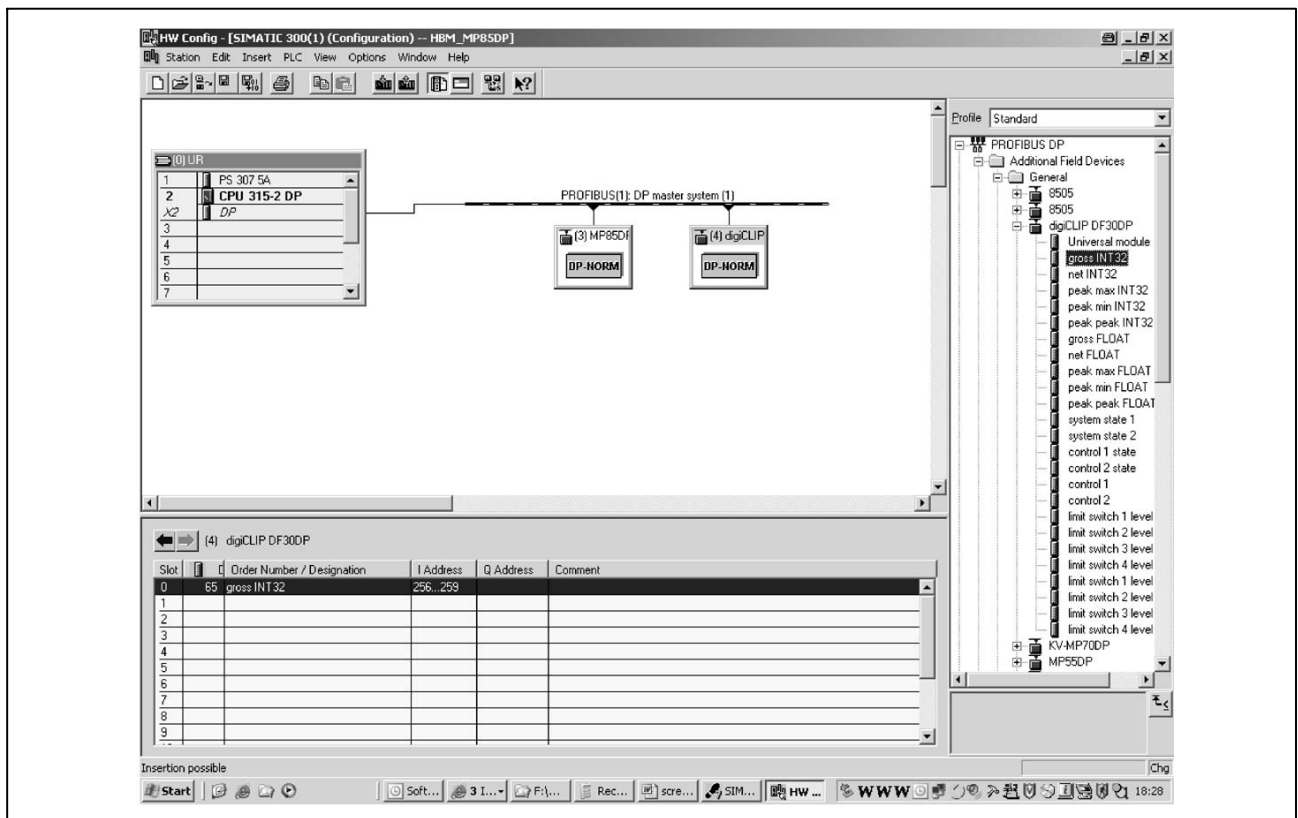 HW Config - [SIMATIC 300(1) (Configuration) -- HBM_MP85DP]
Station Edit Insert PLC View Options Window Help
(0) UR
1 PS 307 5A
2 CPU 315-2 DP
X2 DP
3
4
5
6
7
PROFIBUS(1): DP master system (1)
(3) MP85DF
DP-NORM
(4) digiCLIP
DP-NORM
Profile Standard
PROFIBUS DP
Additional Field Devices
General
8505
8505
digiCLIP DF30DP
Universal module
gross INT32
net INT32
peak max INT32
peak min INT32
peak peak INT32
gross FLOAT
net FLOAT
peak max FLOAT
peak min FLOAT
peak peak FLOAT
system state 1
system state 2
control 1 state
control 2 state
control 1
control 2
limit switch 1 level
limit switch 2 level
limit switch 3 level
limit switch 4 level
limit switch 1 level
limit switch 2 level
limit switch 3 level
limit switch 4 level
KV-MP70DP
MP55DP
(4) digiCLIP DF30DP
Slot D Order Number / Designation I Address Q Address Comment
0 65 gross INT32 256...259
1
2
3
4
5
6
7
8
9
Insertion possible
Chg
Start Soft... 3 I... F:\... Rec... scre... SIM... HW ... W W W 18:28